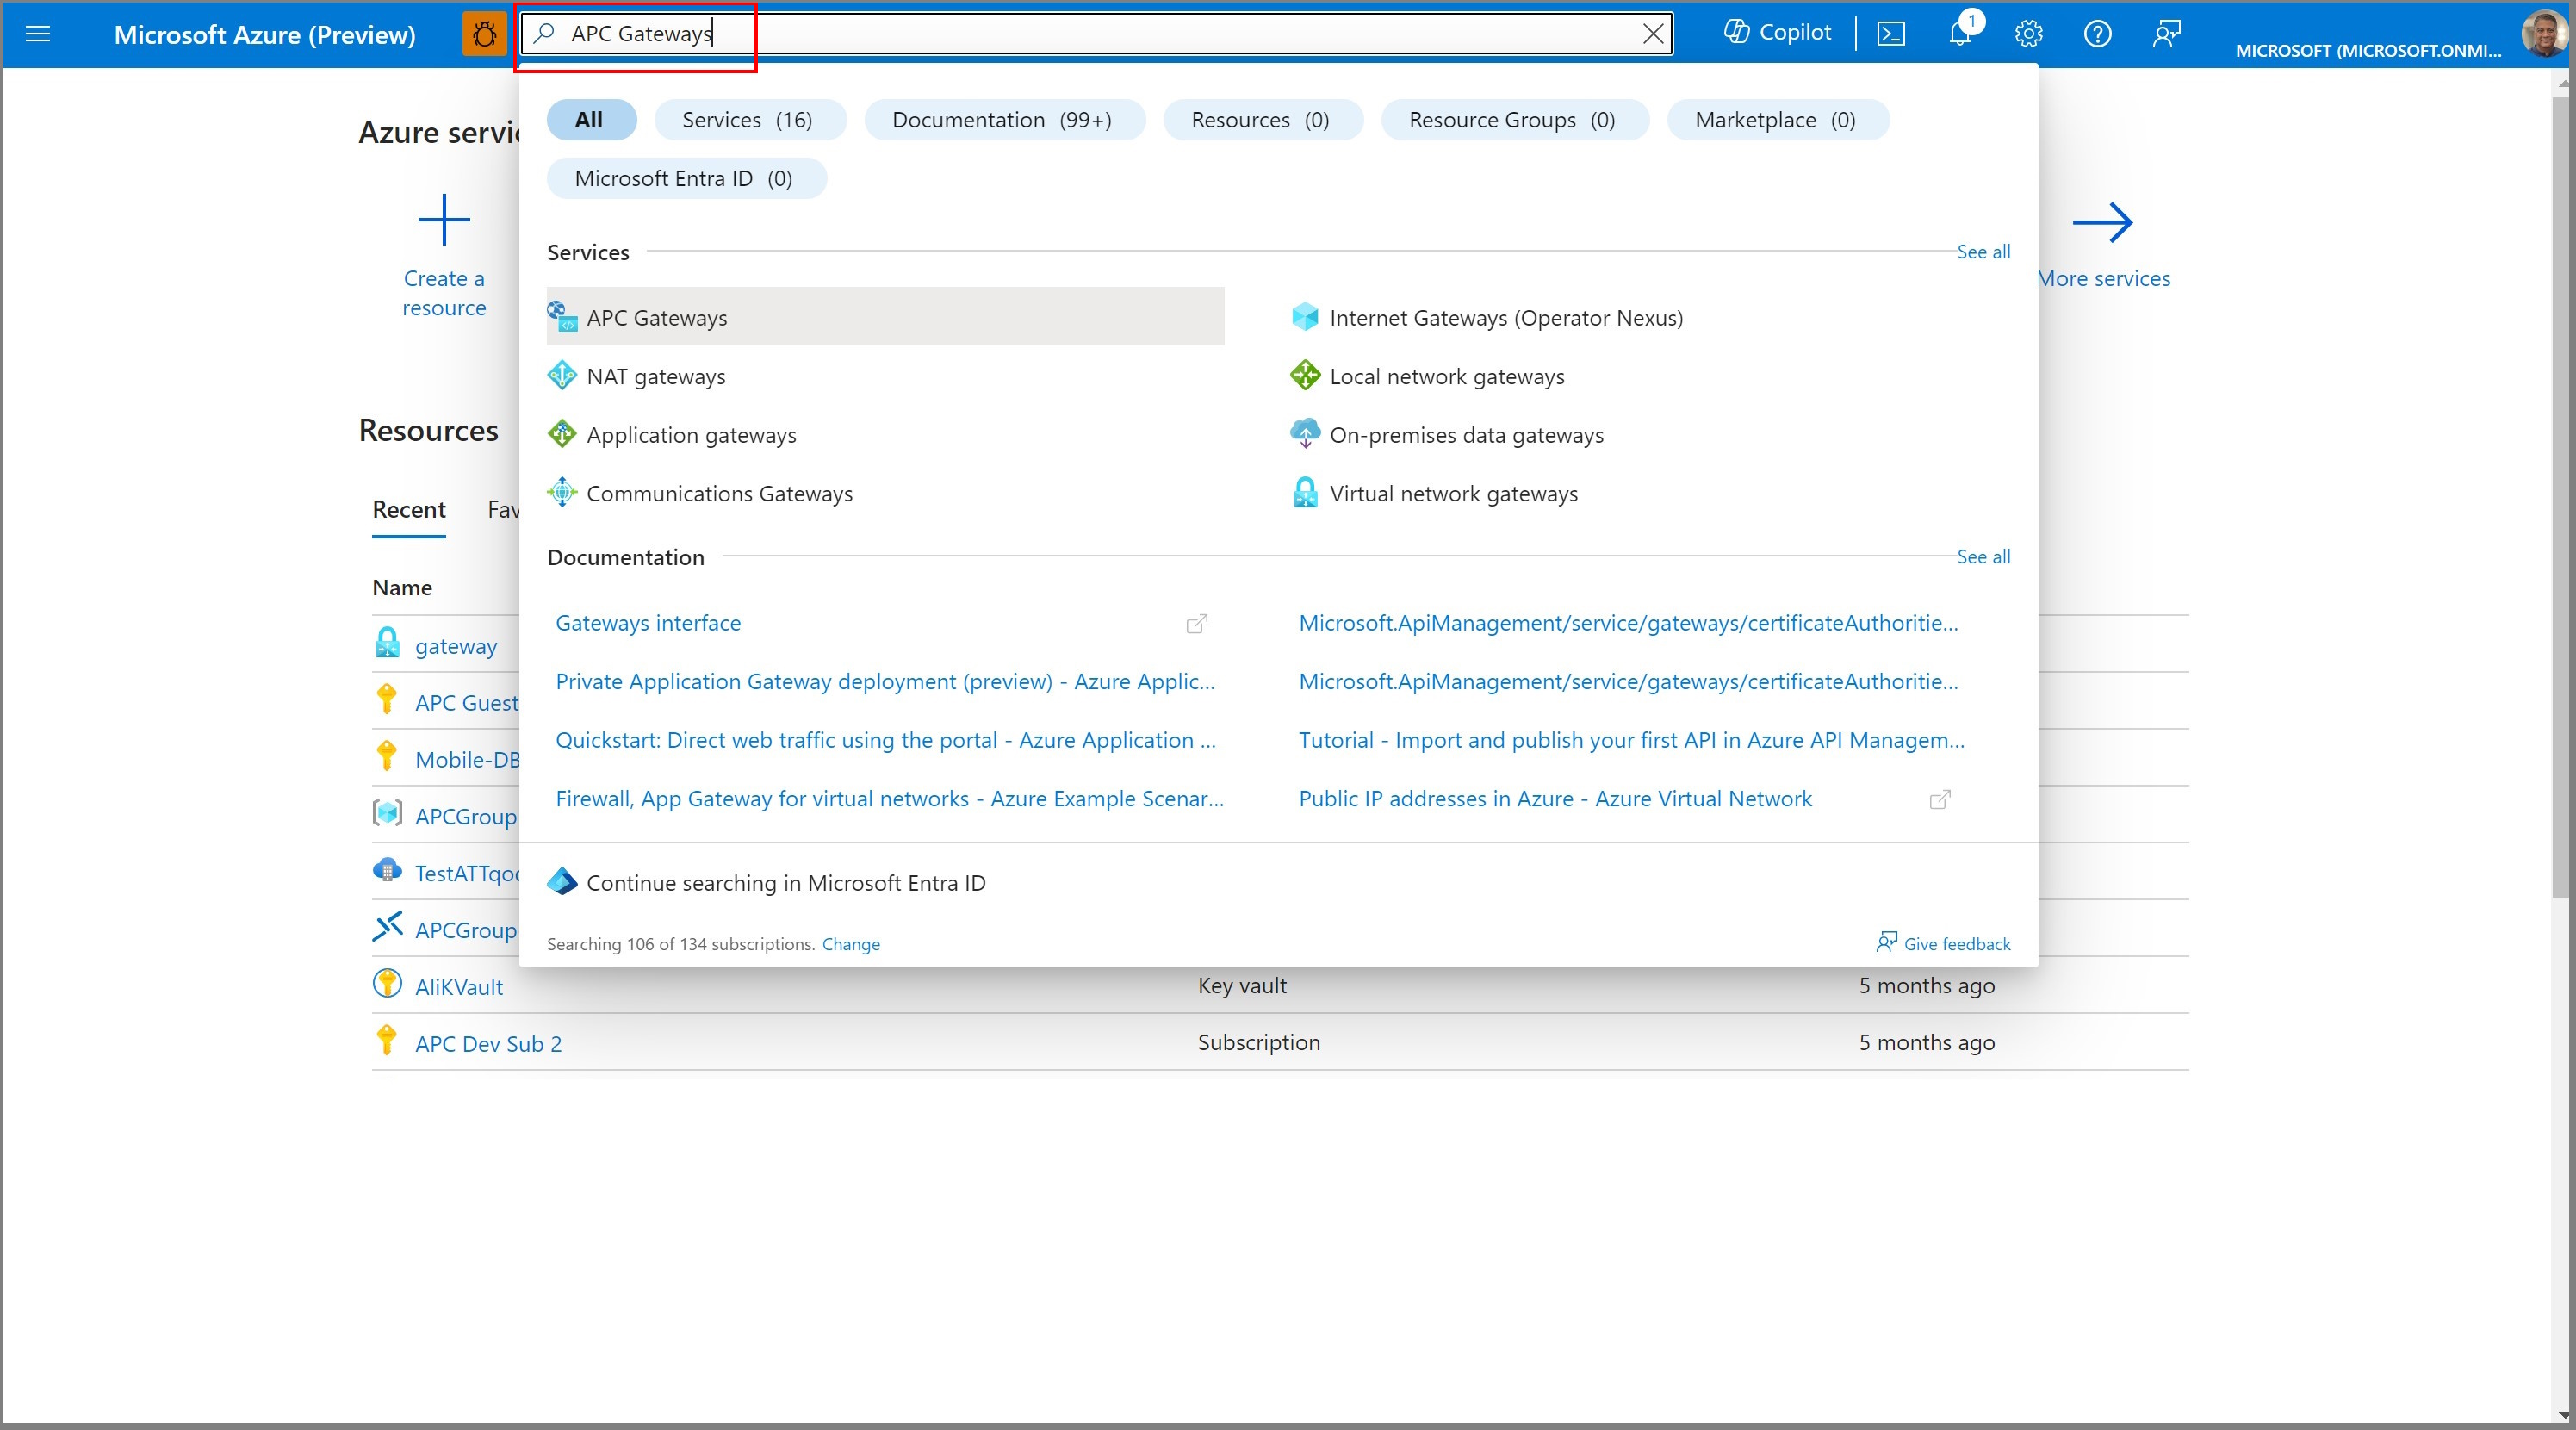 Microsoft Azure (Preview)
APC Gateways
Copilot
1
MICROSOFT (MICROSOFT.ONMI...
All
Services (16)
Documentation (99+)
Resources (0)
Resource Groups (0)
Marketplace (0)
Microsoft Entra ID (0)
Azure servic
Create a
resource
More services
Services
See all
APC Gateways
Internet Gateways (Operator Nexus)
NAT gateways
Local network gateways
Application gateways
On-premises data gateways
Communications Gateways
Virtual network gateways
Documentation
See all
Gateways interface
Microsoft.ApiManagement/service/gateways/certificateAuthoritie...
Private Application Gateway deployment (preview) - Azure Applic...
Microsoft.ApiManagement/service/gateways/certificateAuthoritie...
Quickstart: Direct web traffic using the portal - Azure Application ...
Tutorial - Import and publish your first API in Azure API Managem...
Firewall, App Gateway for virtual networks - Azure Example Scenar...
Public IP addresses in Azure - Azure Virtual Network
Continue searching in Microsoft Entra ID
Searching 106 of 134 subscriptions. Change
Give feedback
Resources
Recent
Fav
Name
gateway
APC Guest
Mobile-DB
APCGroup
TestATTqod
APCGroup
AliKVault
Key vault
5 months ago
APC Dev Sub 2
Subscription
5 months ago